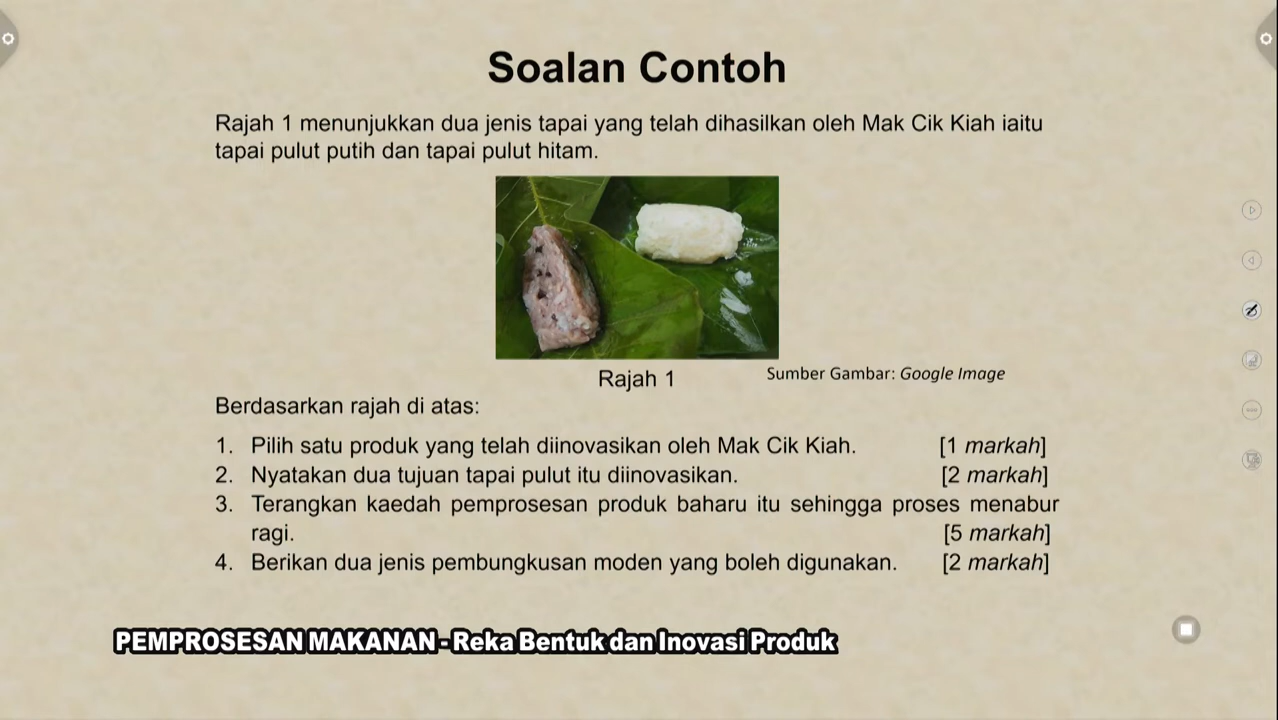 Soalan Contoh
Rajah 1 menunjukkan dua jenis tapai yang telah dihasilkan oleh Mak Cik Kiah iaitu
tapai pulut putih dan tapai pulut hitam.
Rajah 1
Sumber Gambar: Google Image
Berdasarkan rajah di atas:
1. Pilih satu produk yang telah diinovasikan oleh Mak Cik Kiah. [1 markah]
2. Nyatakan dua tujuan tapai pulut itu diinovasikan. [2 markah]
3. Terangkan kaedah pemprosesan produk baharu itu sehingga proses menabur
ragi. [5 markah]
4. Berikan dua jenis pembungkusan moden yang boleh digunakan. [2 markah]
PEMPROSESAN MAKANAN - Reka Bentuk dan Inovasi Produk